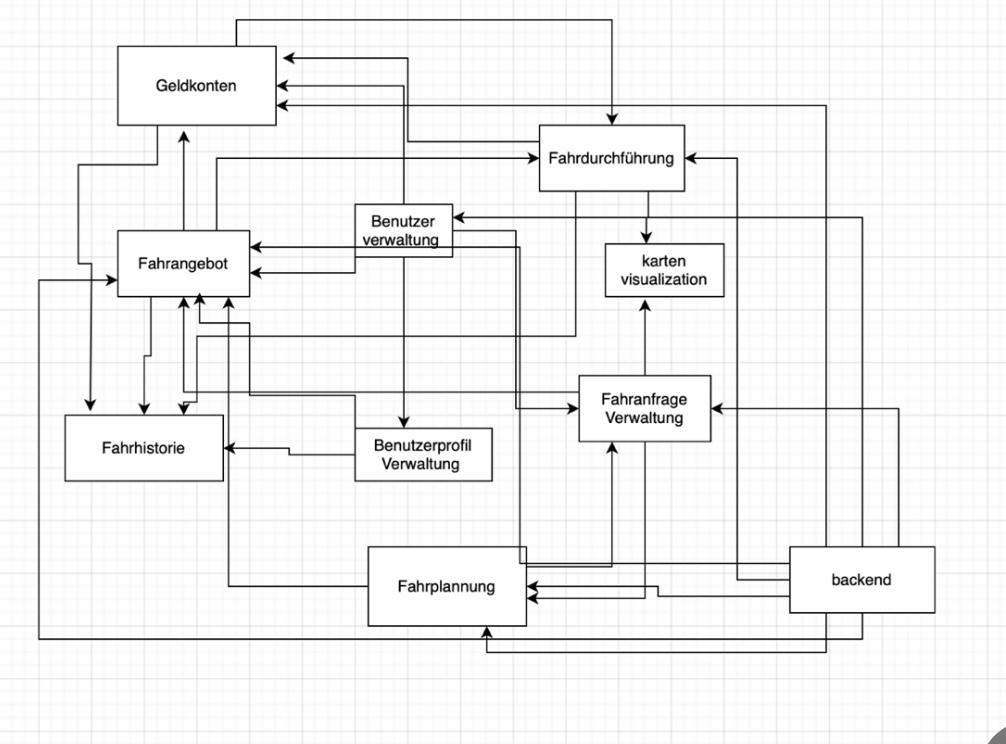 Geldkonten
Fahrdurchführung
Benutzer
verwaltung
Fahrangebot
karten
visualization
Fahranfrage
Verwaltung
Fahrhistorie
Benutzerprofil
Verwaltung
Fahrplannung
backend